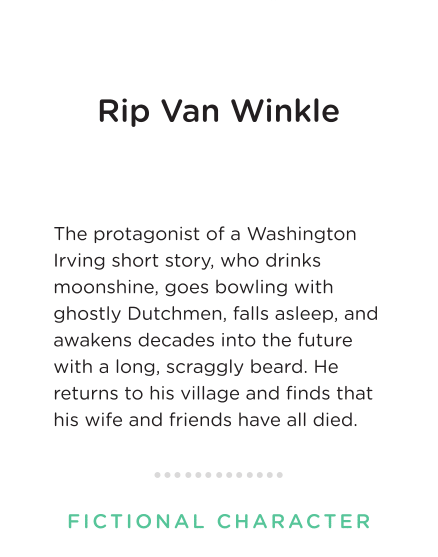 Rip Van Winkle
The protagonist of a Washington
Irving short story, who drinks
moonshine, goes bowling with
ghostly Dutchmen, falls asleep, and
awakens decades into the future
with a long, scraggly beard. He
returns to his village and finds that
his wife and friends have all died.
FICTIONAL CHARACTER